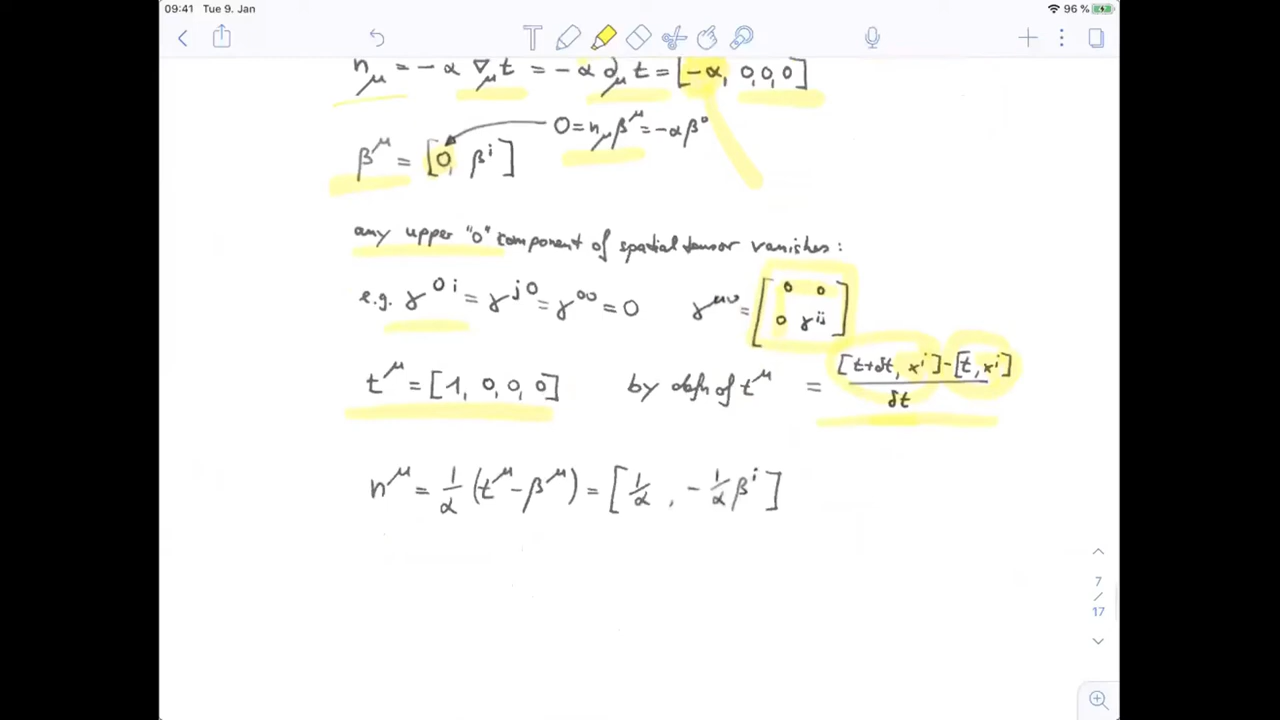 09:41 Tue 9. Jan 96 %
n_μ = -α ∇_μ t = -α ∂_μ t = [-α, 0,0,0]
0 = n_μ β^μ = -α β^0
β^μ = [0, β^i]
any upper "0" component of spatial tensor vanishes:
e.g. γ^{0i} = γ^{j0} = γ^{00} = 0 γ^{μν} = [0 0
0 γ^{ij}]
t^μ = [1, 0, 0, 0] by defn of t^μ = ([t+δt, x^i] - [t, x^i]) / δt
n^μ = 1/α (t^μ - β^μ) = [1/α, -1/α β^i]
7
/
17